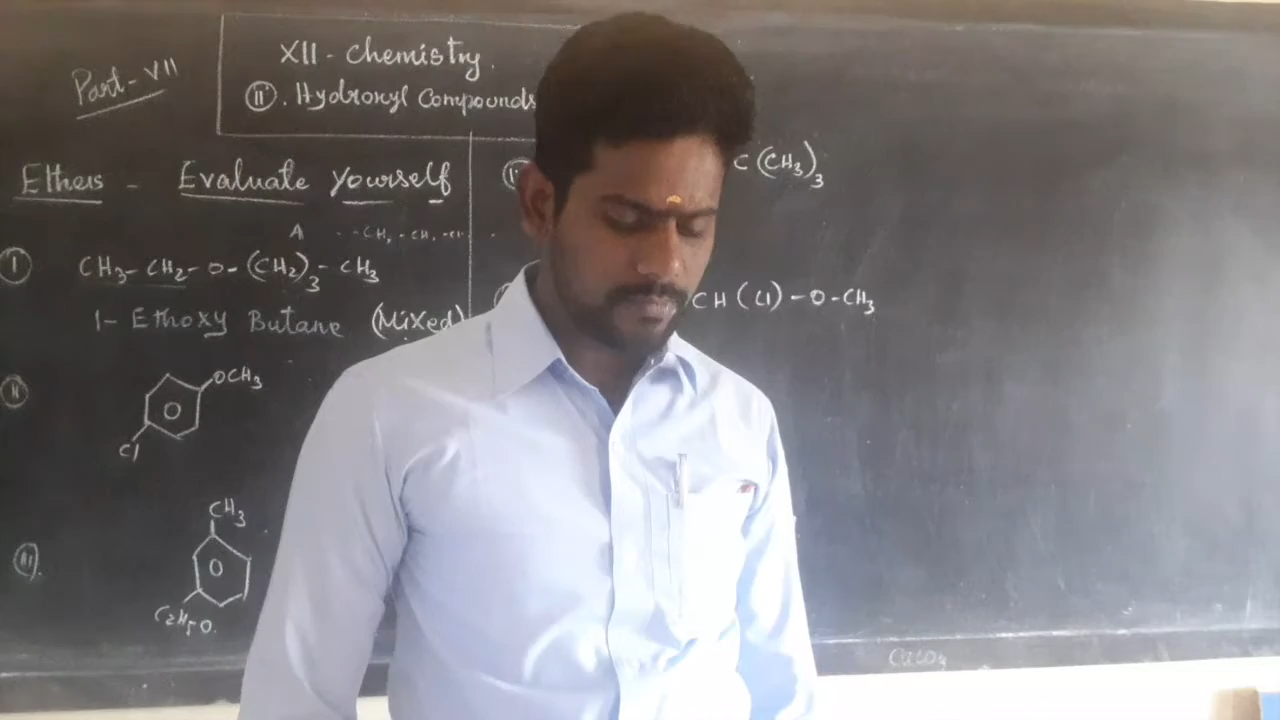 Part-VII
XII - Chemistry.
II. Hydroxyl Compounds
Ethers - Evaluate Yourself
I
CH3-CH2-O-(CH2)3-CH3
1-Ethoxy Butane (Mixed)
II
OCH3
Cl
III.
CH3
C2H5O.
C(CH3)3
CH(Cl)-O-CH3